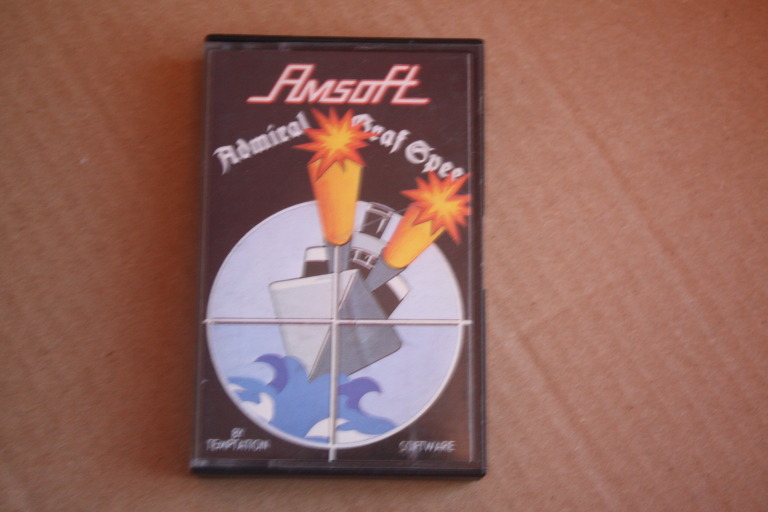 Amsoft
Admiral Graf Spee
BY
TEMPTATION SOFTWARE